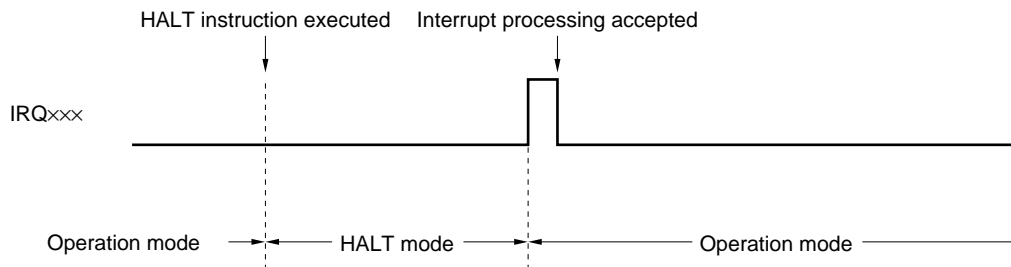 HALT instruction executed
Interrupt processing accepted
IRQ×××
Operation mode
HALT mode
Operation mode